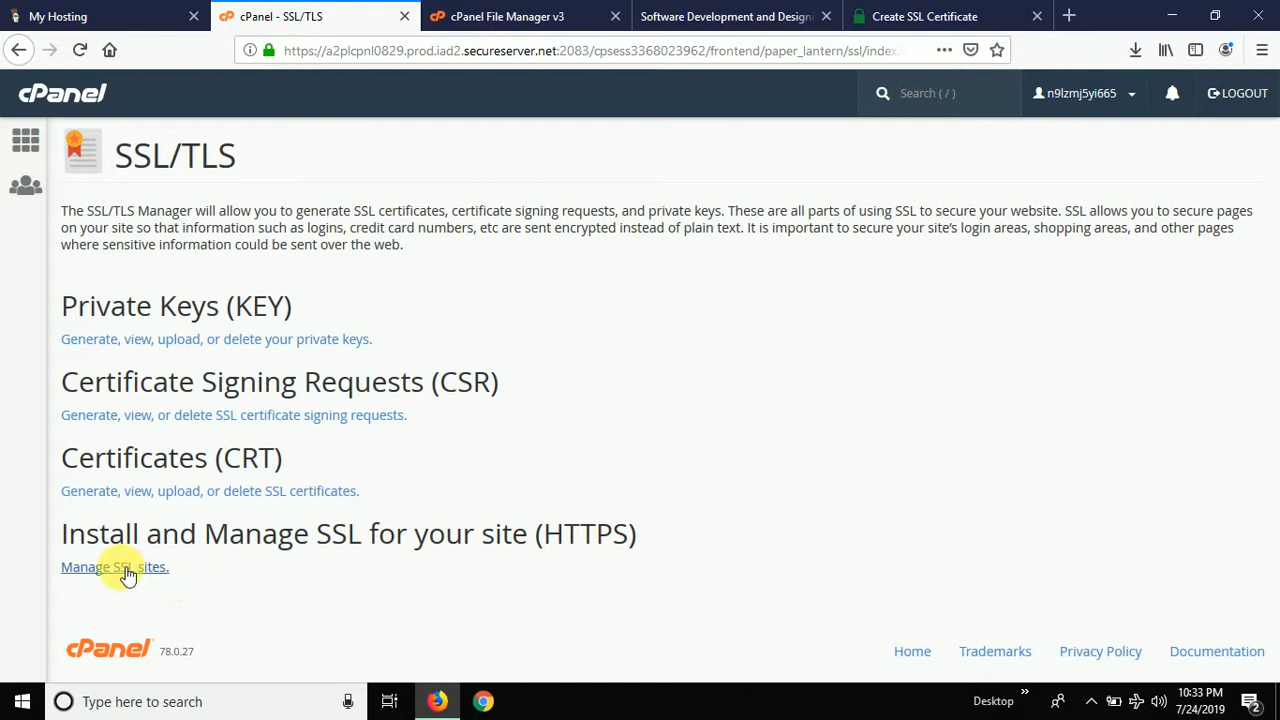 My Hosting
cPanel - SSL/TLS
cPanel File Manager v3
Software Development and Designi
Create SSL Certificate
https://a2plcpnl0829.prod.iad2.secureserver.net:2083/cpsess3368023962/frontend/paper_lantern/ssl/index.
cPanel
Search ( / )
n9lzmj5yi665
LOGOUT
SSL/TLS
The SSL/TLS Manager will allow you to generate SSL certificates, certificate signing requests, and private keys. These are all parts of using SSL to secure your website. SSL allows you to secure pages
on your site so that information such as logins, credit card numbers, etc are sent encrypted instead of plain text. It is important to secure your site's login areas, shopping areas, and other pages
where sensitive information could be sent over the web.
Private Keys (KEY)
Generate, view, upload, or delete your private keys.
Certificate Signing Requests (CSR)
Generate, view, or delete SSL certificate signing requests.
Certificates (CRT)
Generate, view, upload, or delete SSL certificates.
Install and Manage SSL for your site (HTTPS)
Manage SSL sites.
cPanel 78.0.27
Home
Trademarks
Privacy Policy
Documentation
Type here to search
Desktop
10:33 PM
7/24/2019
2